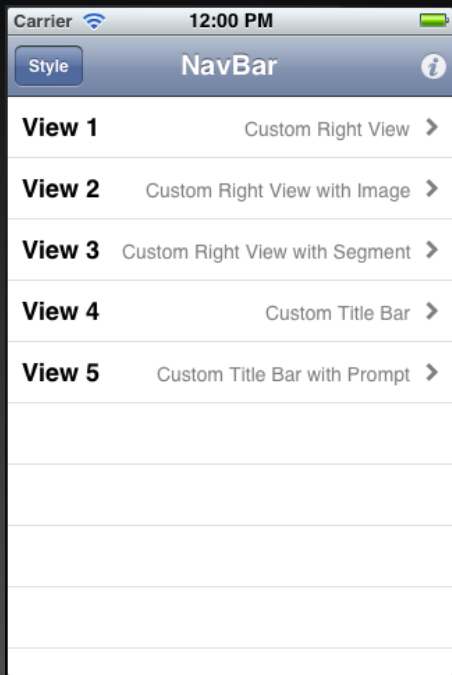 Carrier 12:00 PM
Style NavBar
View 1 Custom Right View
View 2 Custom Right View with Image
View 3 Custom Right View with Segment
View 4 Custom Title Bar
View 5 Custom Title Bar with Prompt